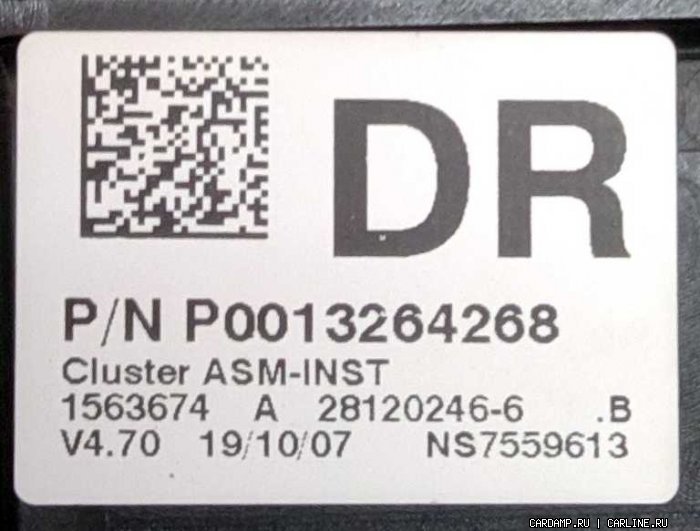 DR
P/N P0013264268
Cluster ASM-INST
1563674 A 28120246-6 .B
V4.70 19/10/07 NS7559613
CARDAMP.RU | CARLINE.RU